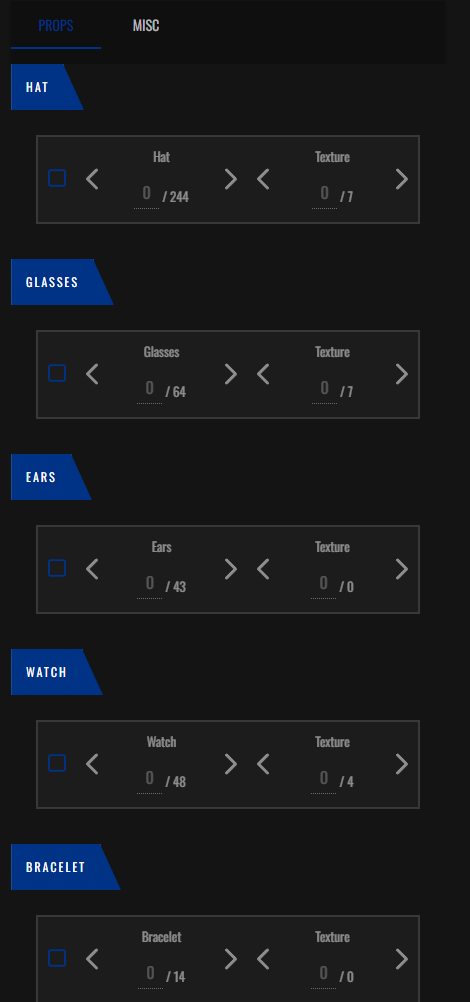 PROPS MISC
HAT
Hat Texture
0 / 244 0 / 7
GLASSES
Glasses Texture
0 / 64 0 / 7
EARS
Ears Texture
0 / 43 0 / 0
WATCH
Watch Texture
0 / 48 0 / 4
BRACELET
Bracelet Texture
0 / 14 0 / 0